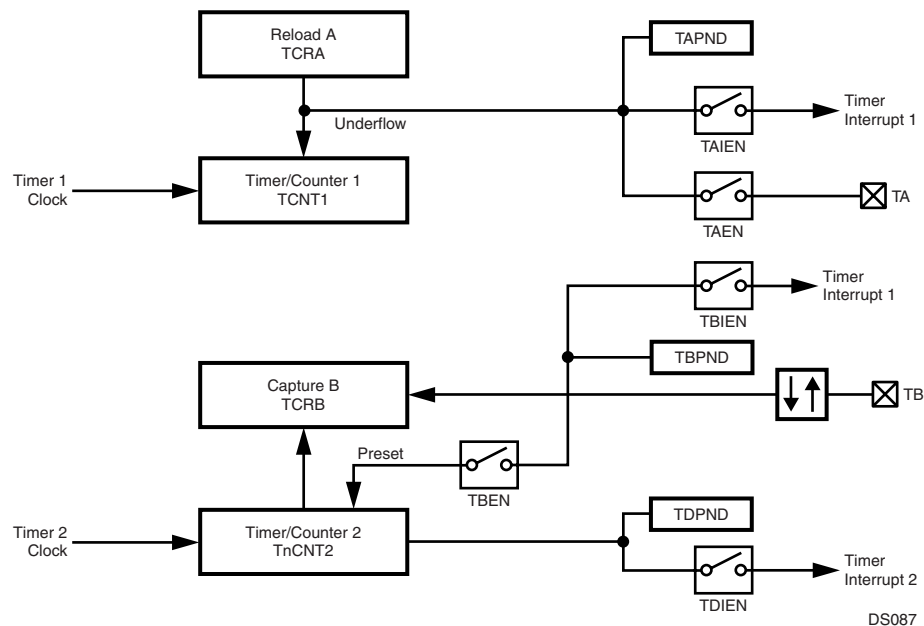 Reload A
TCRA
TAPND
Underflow
Timer
Interrupt 1
TAIEN
Timer 1
Clock
Timer/Counter 1
TCNT1
TA
TAEN
Timer
Interrupt 1
TBIEN
TBPND
Capture B
TCRB
TB
Preset
TBEN
TDPND
Timer 2
Clock
Timer/Counter 2
TnCNT2
Timer
Interrupt 2
TDIEN
DS087